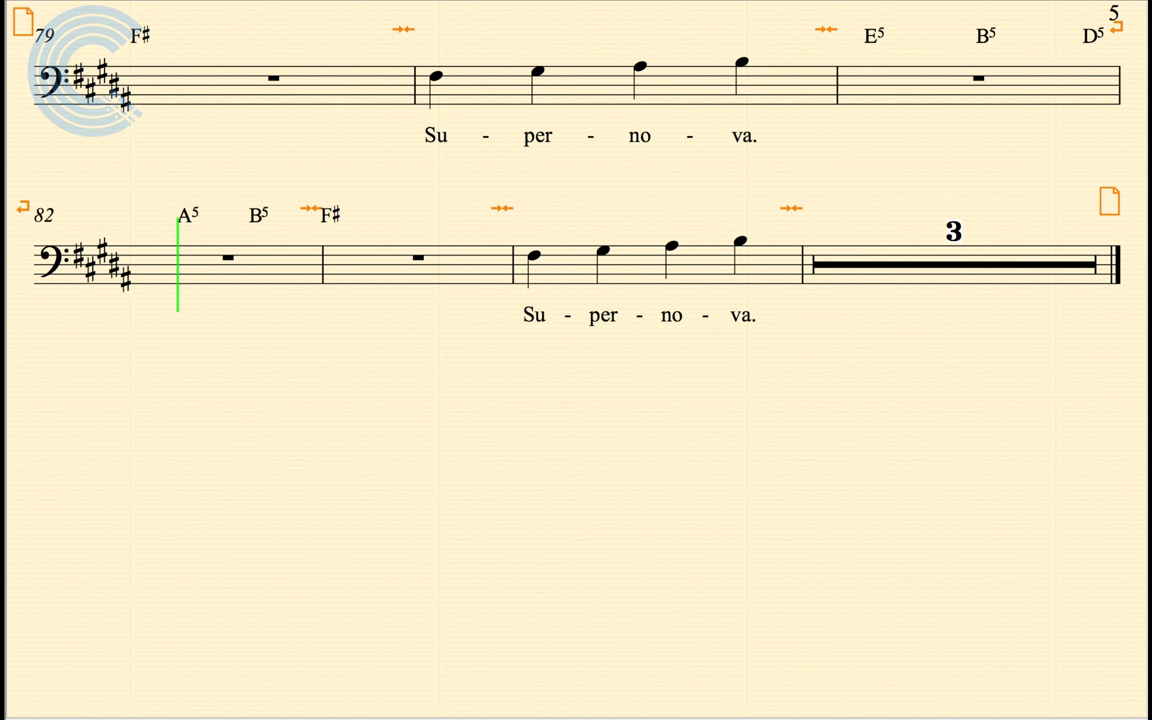 5
79 F♯ E5 B5 D5
Su - per - no - va.
82 A5 B5 F♯
3
Su - per - no - va.